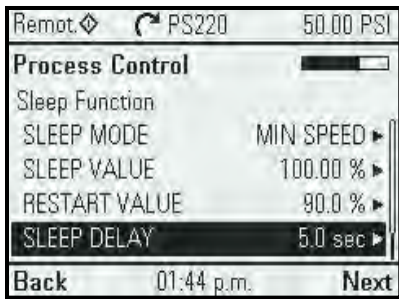 Remot. PS220 50.00 PSI
Process Control
Sleep Function
SLEEP MODE MIN SPEED
SLEEP VALUE 100.00 %
RESTART VALUE 90.0 %
SLEEP DELAY 5.0 sec
Back 01:44 p.m. Next